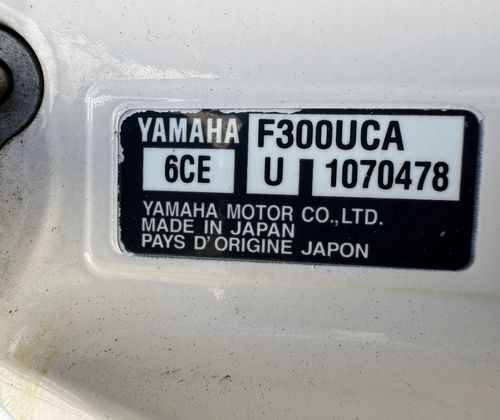 YAMAHA F300UCA
6CE U 1070478
YAMAHA MOTOR CO.,LTD.
MADE IN JAPAN
PAYS D'ORIGINE JAPON